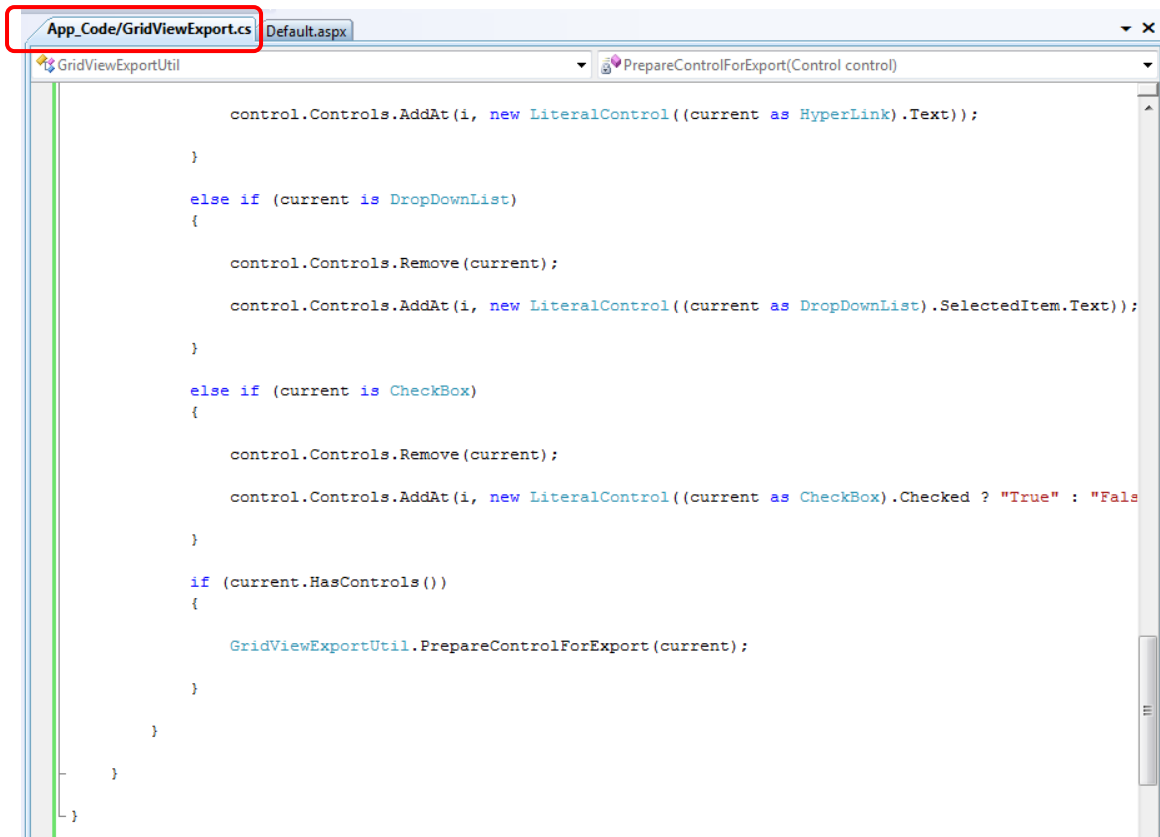 App_Code/GridViewExport.cs Default.aspx
GridViewExportUtil PrepareControlForExport(Control control)
control.Controls.AddAt(i, new LiteralControl((current as HyperLink).Text));
}
else if (current is DropDownList)
{
control.Controls.Remove(current);
control.Controls.AddAt(i, new LiteralControl((current as DropDownList).SelectedItem.Text));
}
else if (current is CheckBox)
{
control.Controls.Remove(current);
control.Controls.AddAt(i, new LiteralControl((current as CheckBox).Checked ? "True" : "Fals
}
if (current.HasControls())
{
GridViewExportUtil.PrepareControlForExport(current);
}
}
}
}